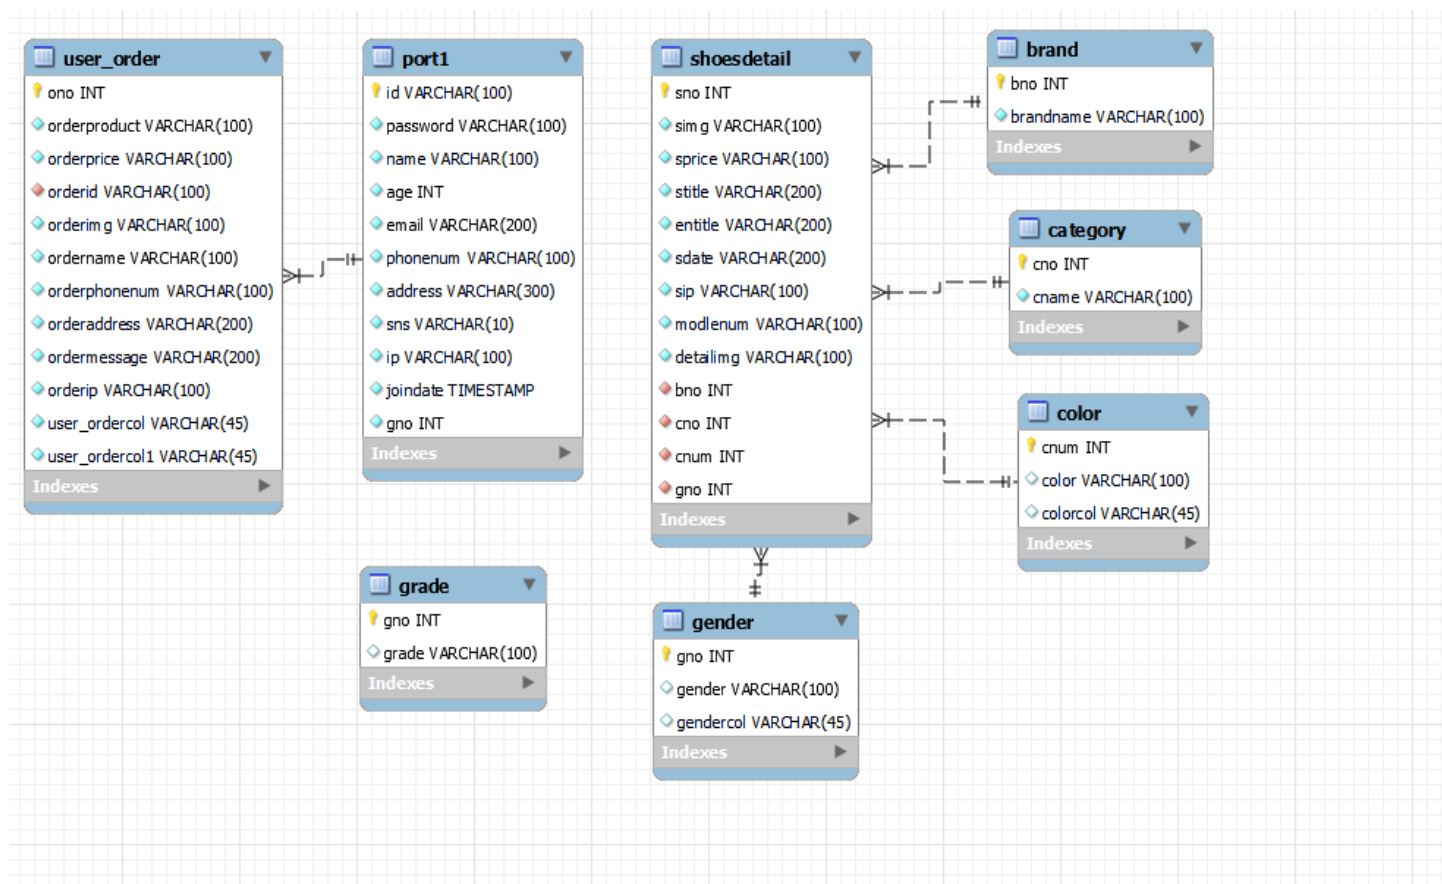 user_order
ono INT
orderproduct VARCHAR(100)
orderprice VARCHAR(100)
orderid VARCHAR(100)
orderimg VARCHAR(100)
ordername VARCHAR(100)
orderphonenum VARCHAR(100)
orderaddress VARCHAR(200)
ordermessage VARCHAR(200)
orderip VARCHAR(100)
user_ordercol VARCHAR(45)
user_ordercol1 VARCHAR(45)
Indexes
port1
id VARCHAR(100)
password VARCHAR(100)
name VARCHAR(100)
age INT
email VARCHAR(200)
phonenum VARCHAR(100)
address VARCHAR(300)
sns VARCHAR(10)
ip VARCHAR(100)
joindate TIMESTAMP
gno INT
Indexes
grade
gno INT
grade VARCHAR(100)
Indexes
shoesdetail
sno INT
simg VARCHAR(100)
sprice VARCHAR(100)
stitle VARCHAR(200)
entitle VARCHAR(200)
sdate VARCHAR(200)
sip VARCHAR(100)
modlenum VARCHAR(100)
detailimg VARCHAR(100)
bno INT
cno INT
cnum INT
gno INT
Indexes
gender
gno INT
gender VARCHAR(100)
gendercol VARCHAR(45)
Indexes
brand
bno INT
brandname VARCHAR(100)
Indexes
category
cno INT
cname VARCHAR(100)
Indexes
color
cnum INT
color VARCHAR(100)
colorcol VARCHAR(45)
Indexes